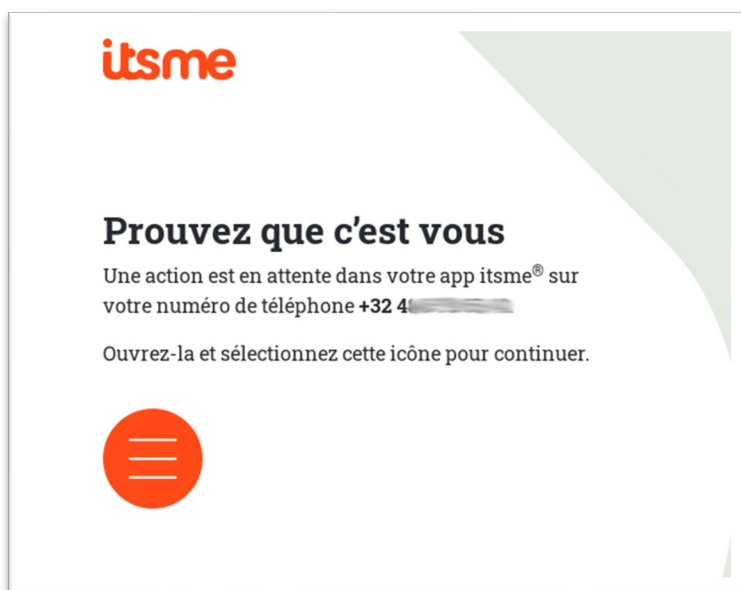 itsme
Prouvez que c’est vous
Une action est en attente dans votre app itsme® sur
votre numéro de téléphone +32 4
Ouvrez-la et sélectionnez cette icône pour continuer.